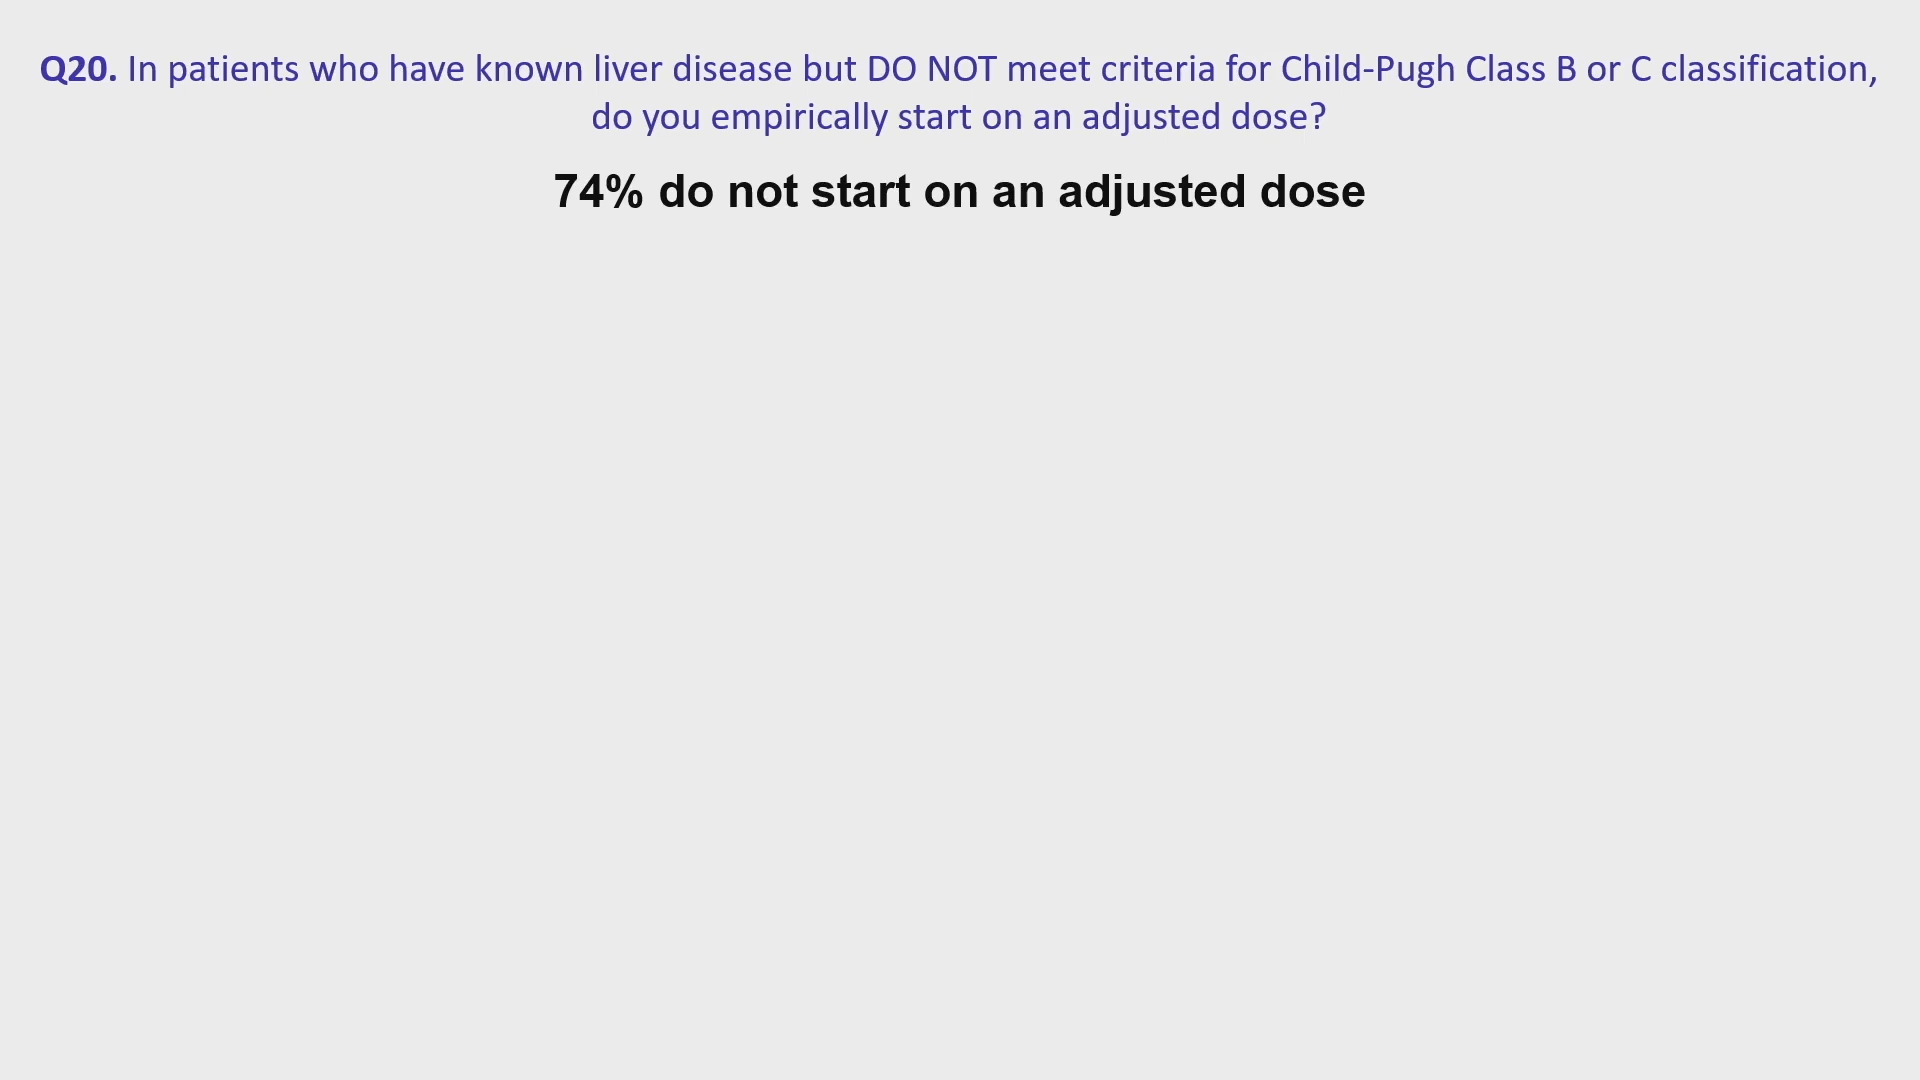 Q20. In patients who have known liver disease but DO NOT meet criteria for Child-Pugh Class B or C classification,
do you empirically start on an adjusted dose?
74% do not start on an adjusted dose